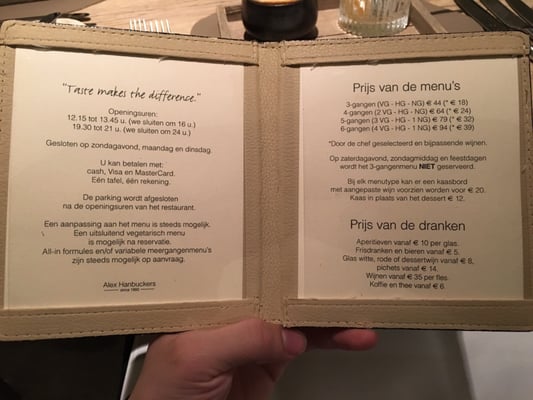 "Taste makes the difference."
Openingsuren:
12.15 tot 13.45 u. (we sluiten om 16 u.)
19.30 tot 21 u. (we sluiten om 24 u.)
Gesloten op zondagavond, maandag en dinsdag.
U kan betalen met:
cash, Visa en MasterCard.
Eén tafel, één rekening.
De parking wordt afgesloten
na de openingsuren van het restaurant.
Een aanpassing aan het menu is steeds mogelijk.
Een uitsluitend vegetarisch menu
is mogelijk na reservatie.
All-in formules en/of variabele meergangenmenu's
zijn steeds mogelijk op aanvraag.
Alex Hanbuckers
since 1992
Prijs van de menu's
3-gangen (VG - HG - NG) € 44 (* € 18)
4-gangen (2 VG - HG - NG) € 64 (* € 24)
5-gangen (3 VG - HG - 1 NG) € 79 (* € 32)
6-gangen (4 VG - HG - 1 NG) € 94 (* € 39)
*Door de chef geselecteerd en bijpassende wijnen.
Op zaterdagavond, zondagmiddag en feestdagen
wordt het 3-gangenmenu NIET geserveerd.
Bij elk menutype kan er een kaasbord
met aangepaste wijn voorzien worden voor € 20.
Kaas in plaats van het dessert € 12.
Prijs van de dranken
Aperitieven vanaf € 10 per glas.
Frisdranken en bieren vanaf € 5.
Glas witte, rode of dessertwijn vanaf € 8,
pichets vanaf € 14.
Wijnen vanaf € 35 per fles.
Koffie en thee vanaf € 6.